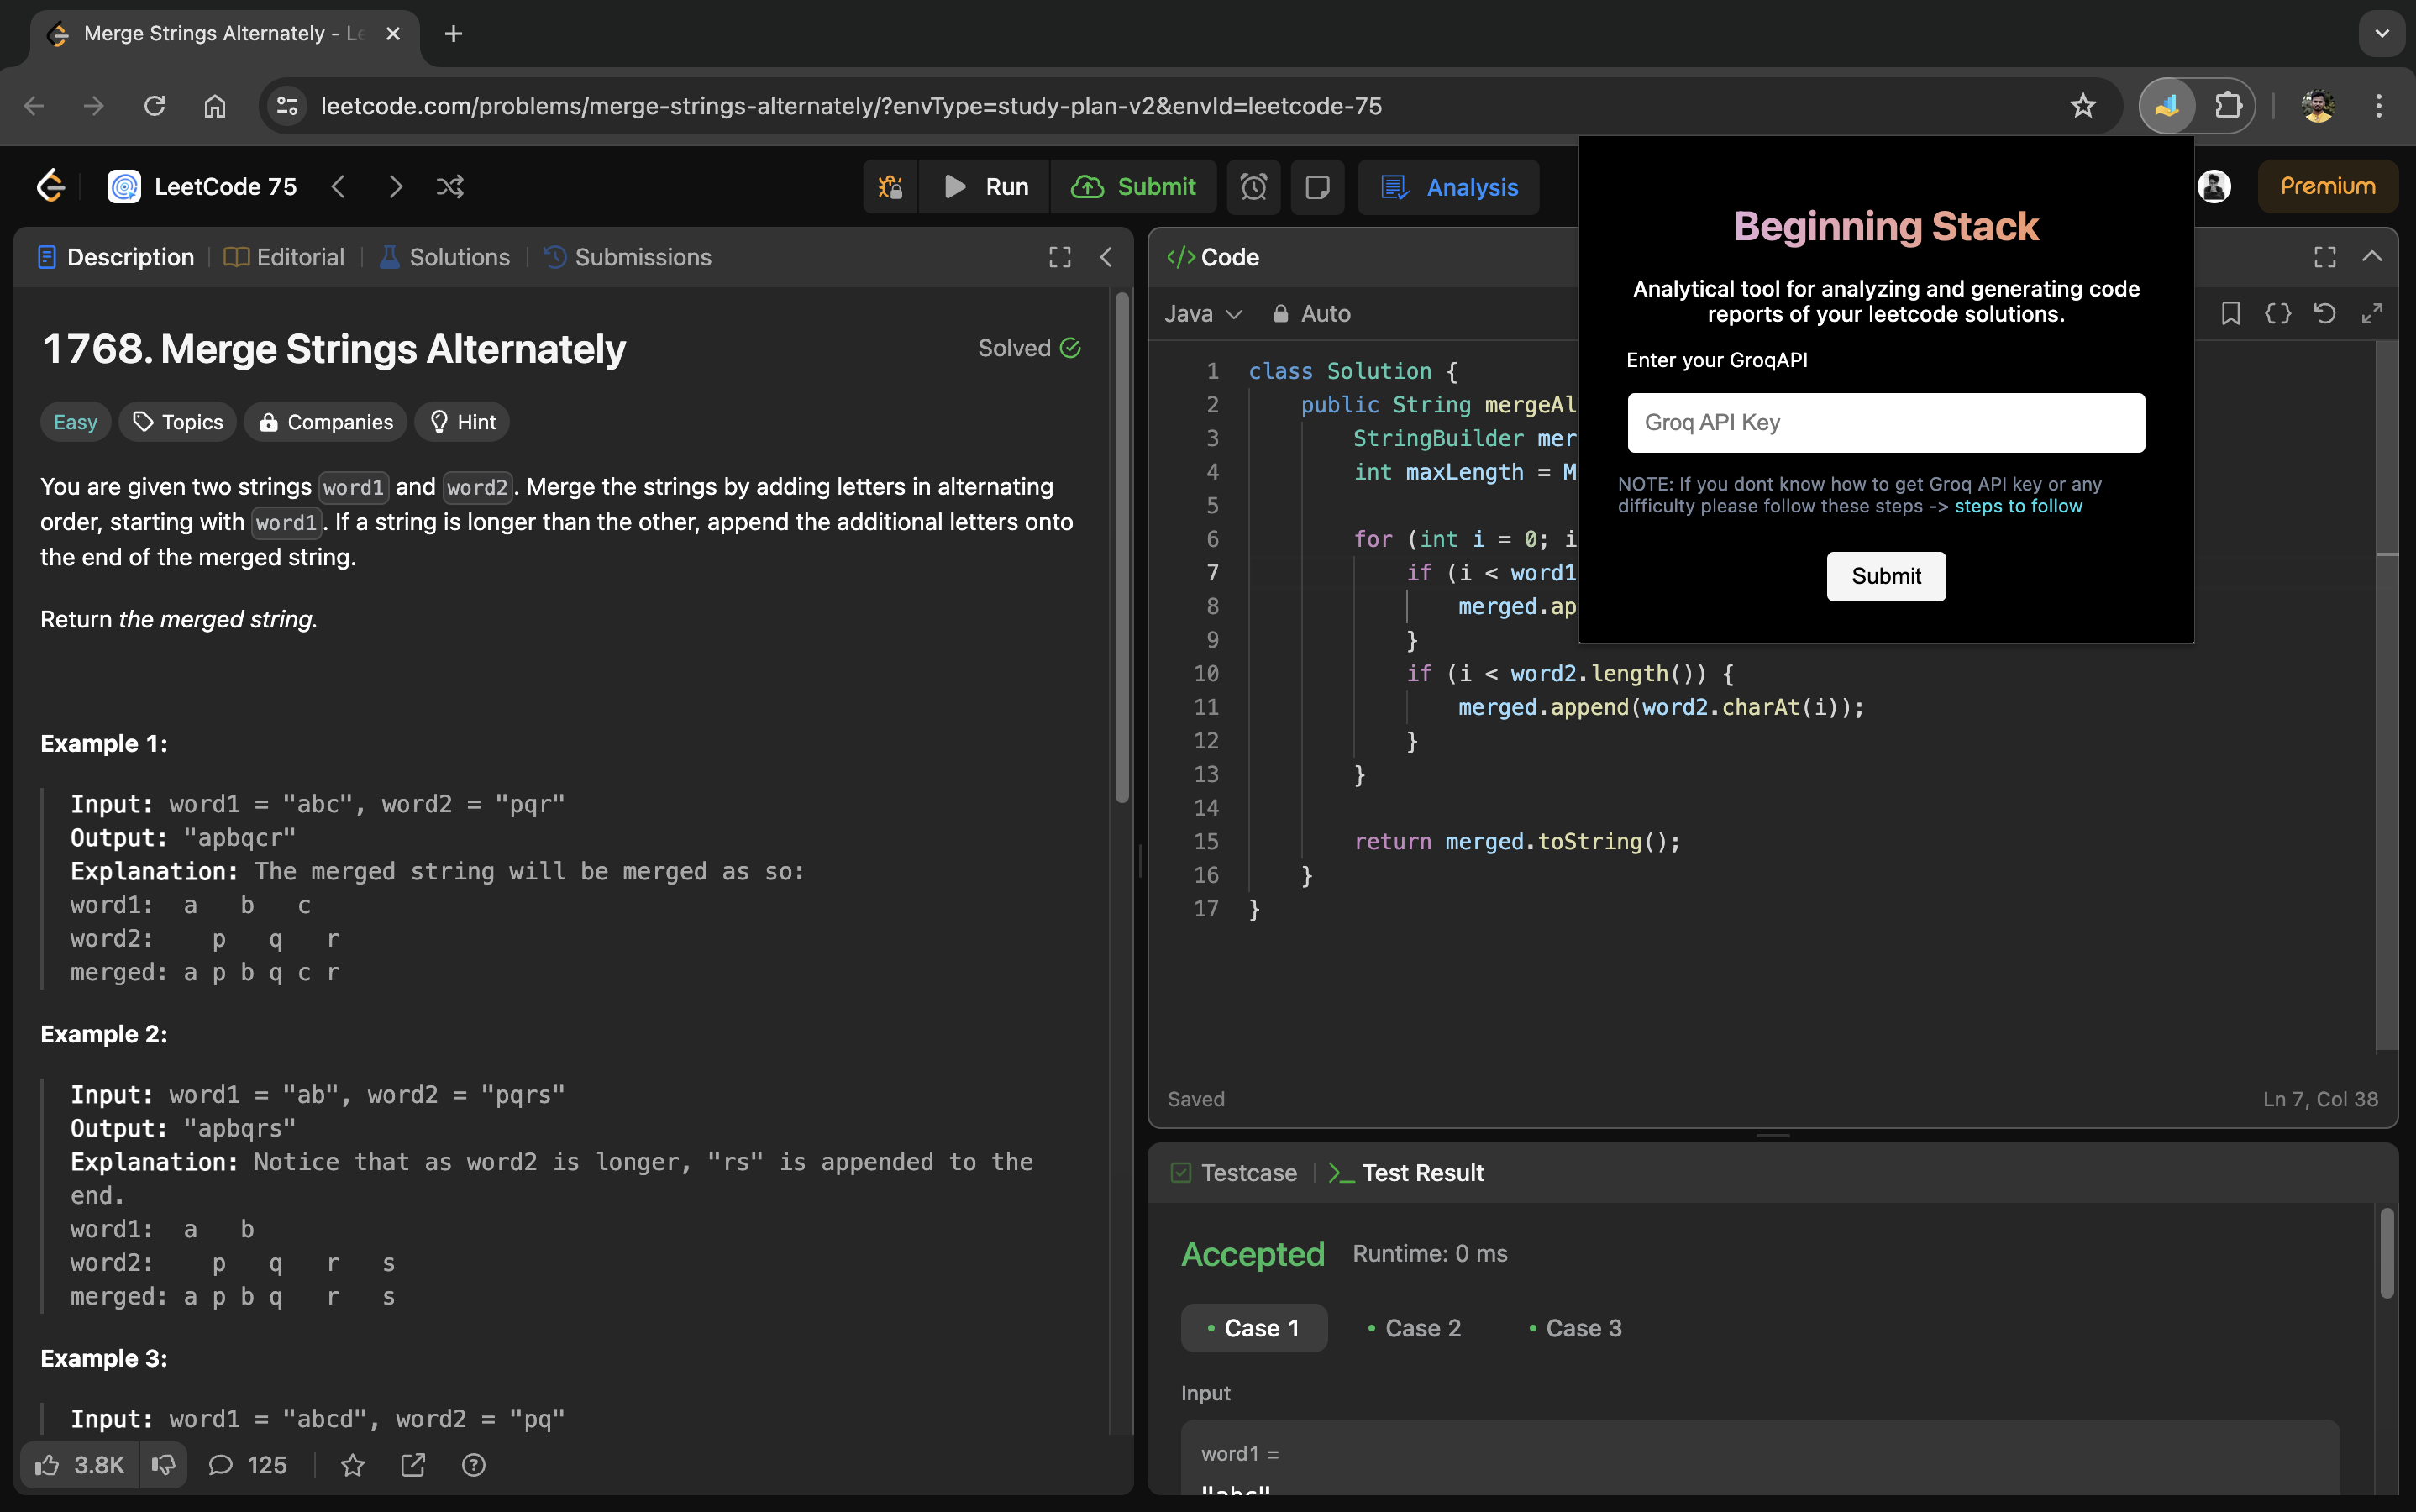 Merge Strings Alternately - Le
leetcode.com/problems/merge-strings-alternately/?envType=study-plan-v2&envId=leetcode-75
LeetCode 75
Run
Submit
Analysis
Premium
Description
Editorial
Solutions
Submissions
1768. Merge Strings Alternately
Solved
Easy
Topics
Companies
Hint
You are given two strings word1 and word2. Merge the strings by adding letters in alternating
order, starting with word1. If a string is longer than the other, append the additional letters onto
the end of the merged string.
Return the merged string.
Example 1:
Input: word1 = "abc", word2 = "pqr"
Output: "apbqcr"
Explanation: The merged string will be merged as so:
word1:  a   b   c
word2:    p   q   r
merged: a p b q c r
Example 2:
Input: word1 = "ab", word2 = "pqrs"
Output: "apbqrs"
Explanation: Notice that as word2 is longer, "rs" is appended to the
end.
word1:  a   b
word2:    p   q   r   s
merged: a p b q   r   s
Example 3:
Input: word1 = "abcd", word2 = "pq"
3.8K
125
Code
Java
Auto
1 class Solution {
2 public String mergeAl
3 StringBuilder mer
4 int maxLength = M
5
6 for (int i = 0; i
7 if (i < word1
8 merged.ap
9 }
10 if (i < word2.length()) {
11 merged.append(word2.charAt(i));
12 }
13 }
14
15 return merged.toString();
16 }
17 }
Saved
Ln 7, Col 38
Beginning Stack
Analytical tool for analyzing and generating code
reports of your leetcode solutions.
Enter your GroqAPI
Groq API Key
NOTE: If you dont know how to get Groq API key or any
difficulty please follow these steps -> steps to follow
Submit
Testcase
Test Result
Accepted
Runtime: 0 ms
Case 1
Case 2
Case 3
Input
word1 =
"abc"